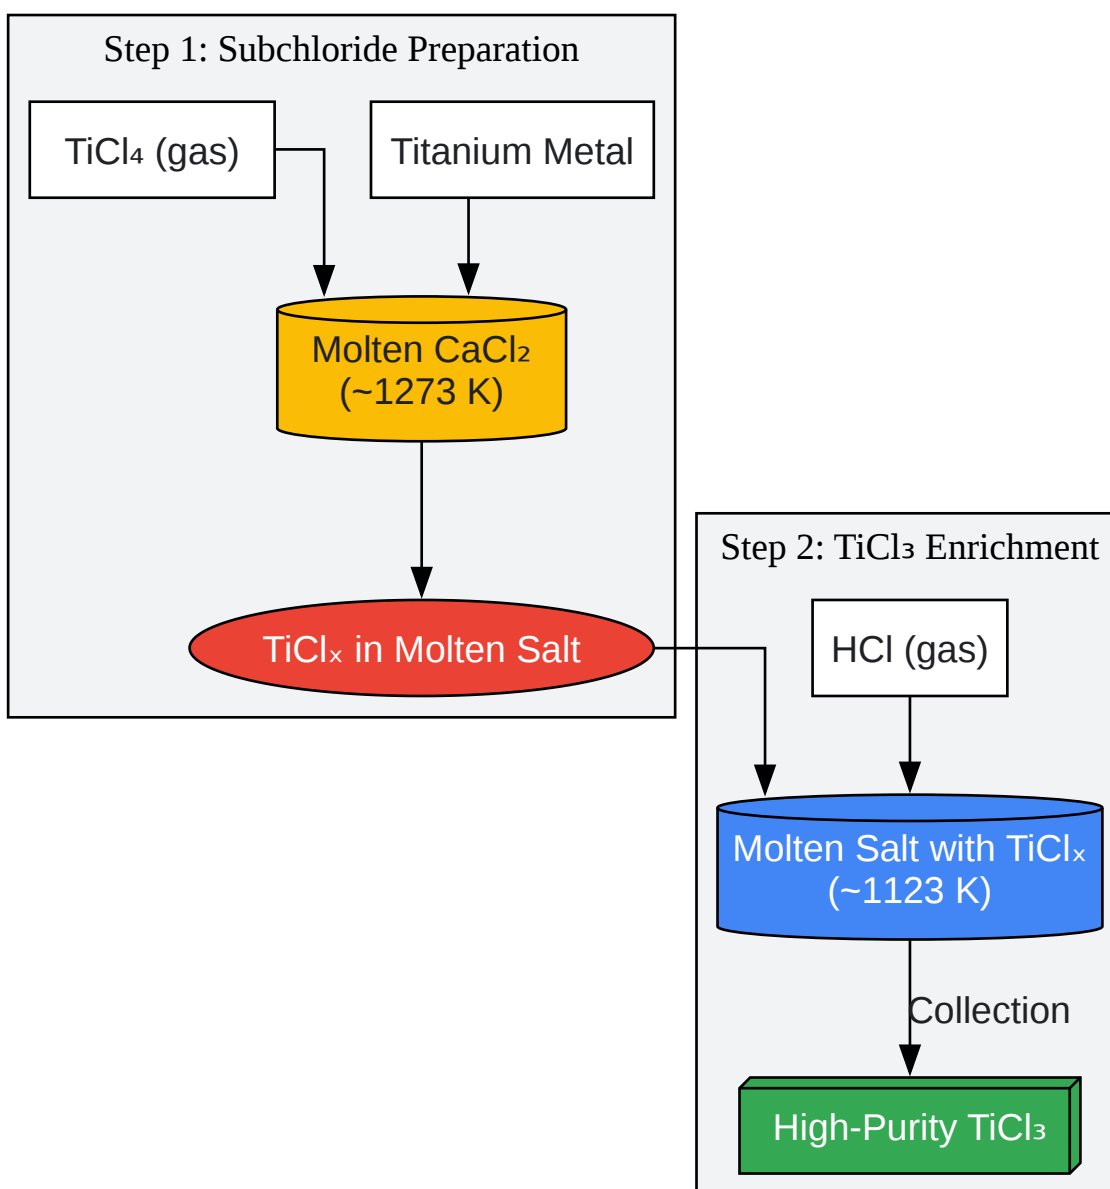 Step 1: Subchloride Preparation
TiCl₄ (gas)
Titanium Metal
Molten CaCl₂
(~1273 K)
TiClₓ in Molten Salt
Step 2: TiCl₃ Enrichment
HCl (gas)
Molten Salt with TiClₓ
(~1123 K)
Collection
High-Purity TiCl₃